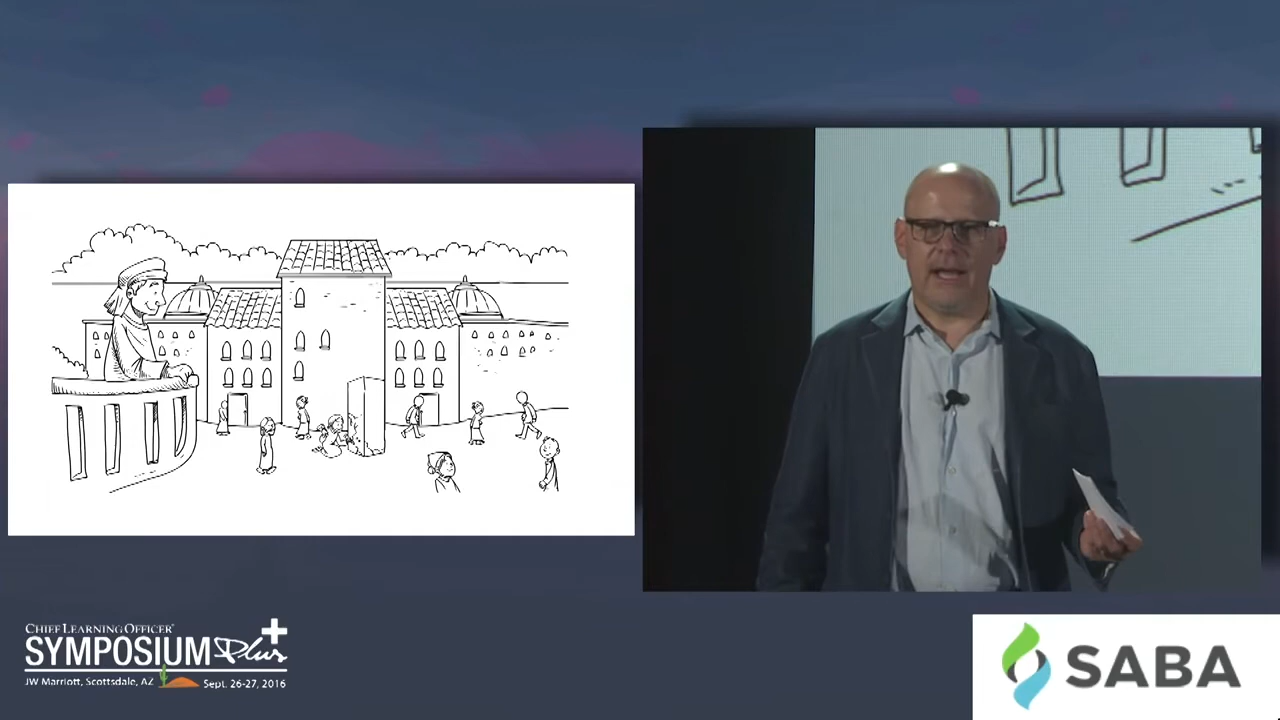 CHIEF LEARNING OFFICER®
SYMPOSIUM Plus
JW Marriott, Scottsdale, AZ Sept. 26-27, 2016
SABA